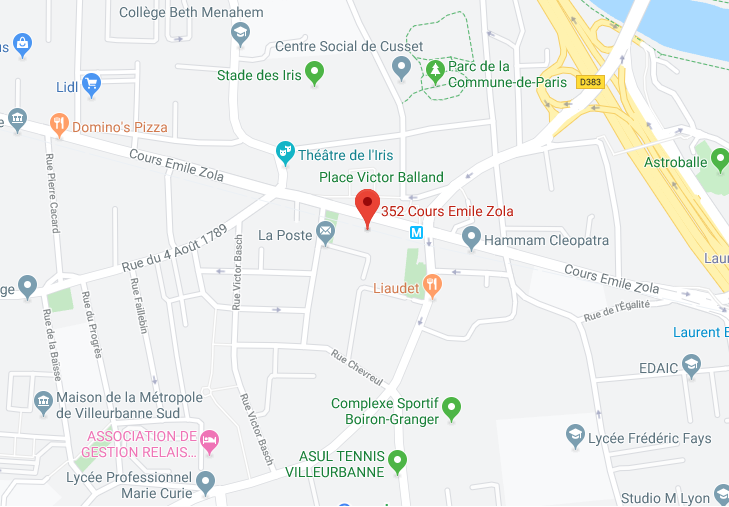 Collège Beth Menahem
Centre Social de Cusset
us
Stade des Iris
Parc de la
Commune-de-Paris
D383
Lidl
e
Domino's Pizza
Cours Emile Zola
Théâtre de l'Iris
Astroballe
Place Victor Balland
Rue Pierre Cacard
352 Cours Emile Zola
La Poste
M
Hammam Cleopatra
Rue du 4 Août 1789
Rue Victor Basch
Laur
Cours Emile Zola
ge
Liaudet
Rue du Progrès
Rue Faillebin
Rue de la Baïsse
Rue de l'Égalité
Laurent B
Rue Chevreul
EDAIC
Maison de la Métropole
de Villeurbanne Sud
Complexe Sportif
Boiron-Granger
Rue Victor Basch
ASSOCIATION DE
GESTION RELAIS...
Lycée Frédéric Fays
ASUL TENNIS
VILLEURBANNE
Lycée Professionnel
Marie Curie
Studio M Lyon